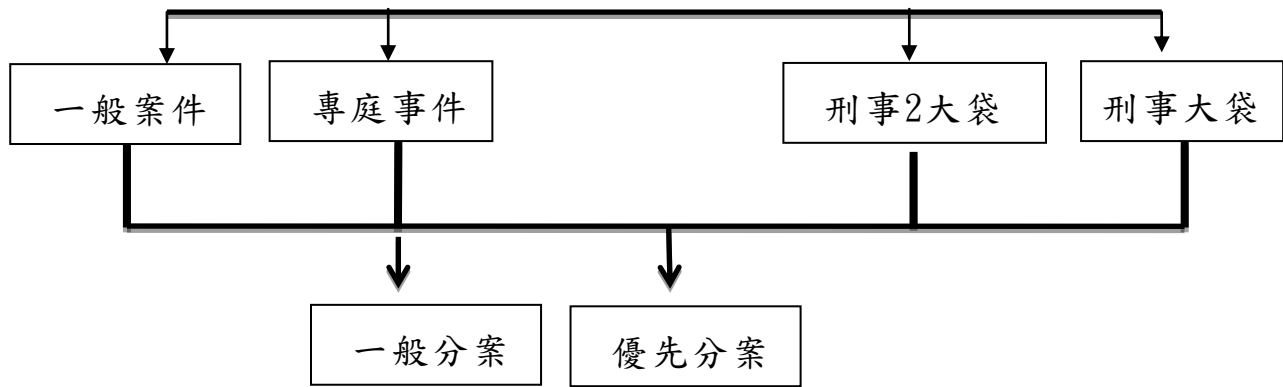 一般案件
專庭事件
刑事2大袋
刑事大袋
一般分案
優先分案